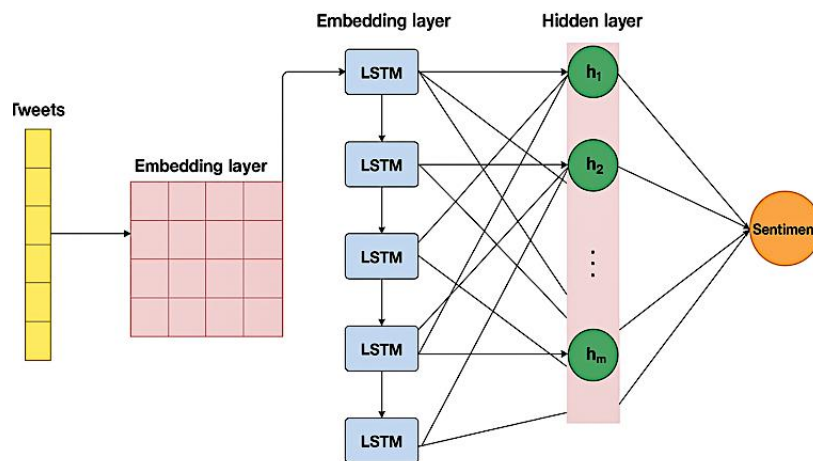 Embedding layer
Hidden layer
Tweets
Embedding layer
LSTM
LSTM
LSTM
LSTM
LSTM
h₁
h₂
⋮
hₘ
Sentimen